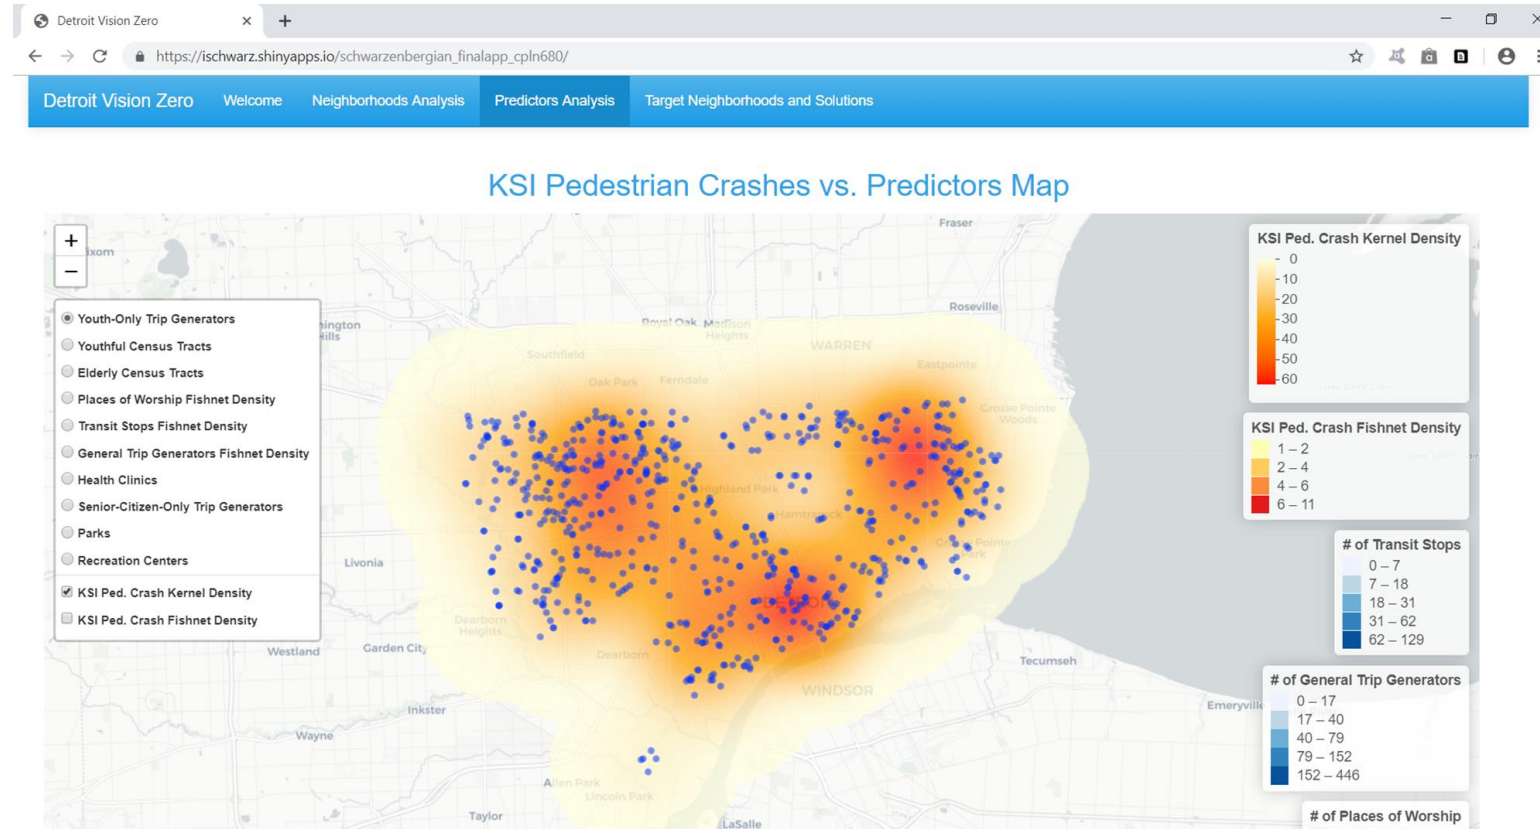 Detroit Vision Zero
https://ischwarz.shinyapps.io/schwarzenbergian_finalapp_cpln680/
Detroit Vision Zero Welcome Neighborhoods Analysis Predictors Analysis Target Neighborhoods and Solutions
KSI Pedestrian Crashes vs. Predictors Map
+
−
Youth-Only Trip Generators
Youthful Census Tracts
Elderly Census Tracts
Places of Worship Fishnet Density
Transit Stops Fishnet Density
General Trip Generators Fishnet Density
Health Clinics
Senior-Citizen-Only Trip Generators
Parks
Recreation Centers
KSI Ped. Crash Kernel Density
KSI Ped. Crash Fishnet Density
Fraser
Roseville
Royal Oak
Madison
Heights
WARREN
Southfield
Eastpointe
Oak Park
Ferndale
Grosse Pointe
Woods
Highland Park
Hamtramck
Grosse Pointe
Park
Livonia
DETROIT
Dearborn
Heights
Westland
Garden City
Dearborn
Tecumseh
WINDSOR
Inkster
Emeryville
Wayne
Allen Park
Lincoln Park
Taylor
LaSalle
KSI Ped. Crash Kernel Density
0
10
20
30
40
50
60
KSI Ped. Crash Fishnet Density
1 – 2
2 – 4
4 – 6
6 – 11
# of Transit Stops
0 – 7
7 – 18
18 – 31
31 – 62
62 – 129
# of General Trip Generators
0 – 17
17 – 40
40 – 79
79 – 152
152 – 446
# of Places of Worship